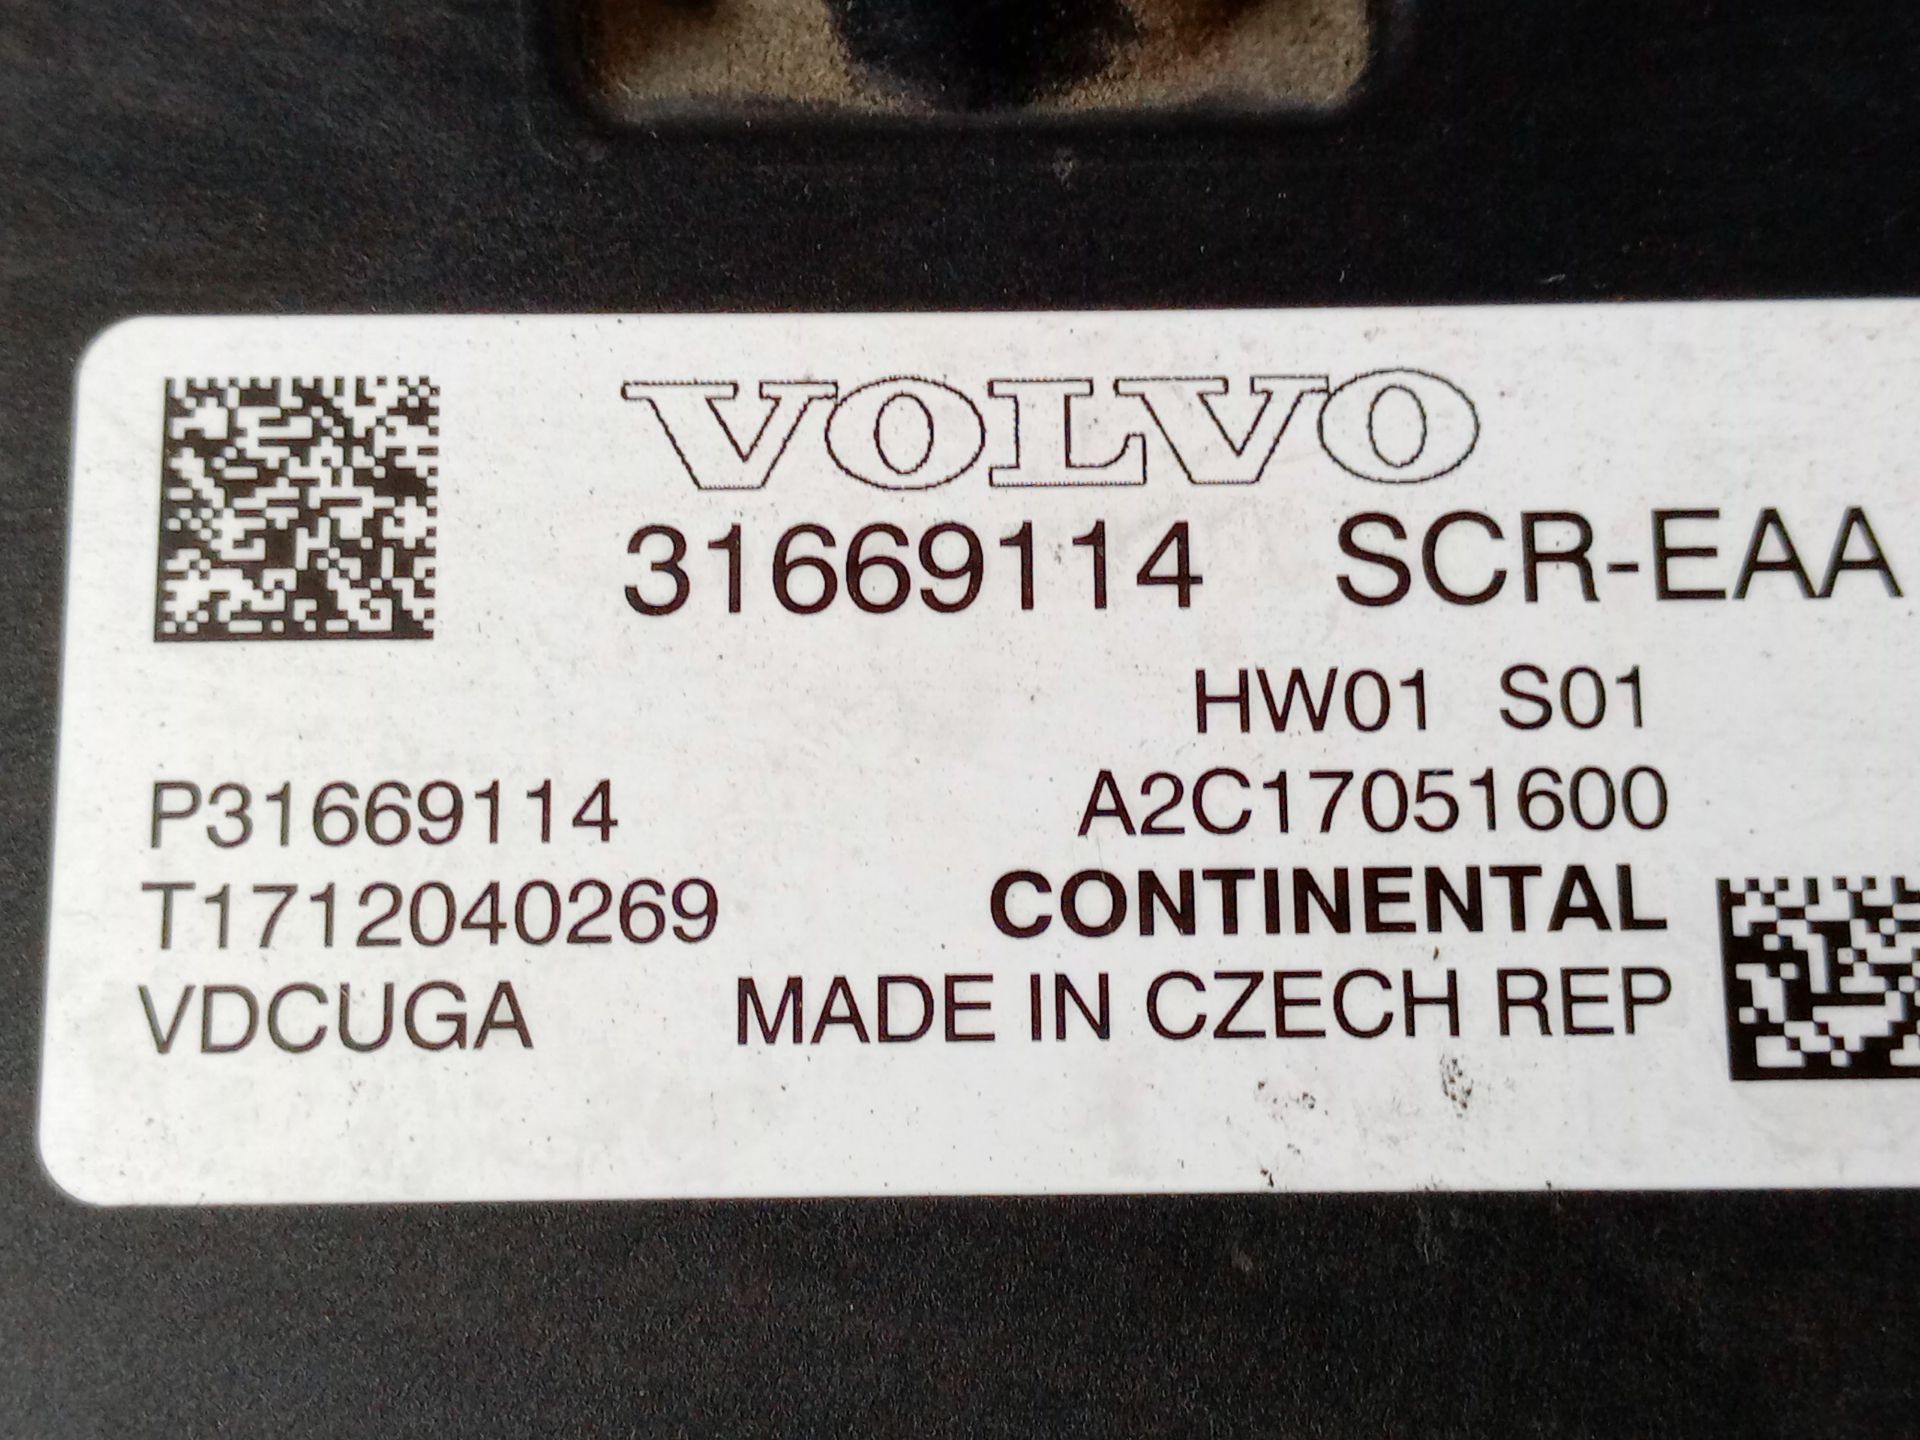 VOLVO
31669114 SCR-EAA
HW01 S01
P31669114 A2C17051600
T1712040269 CONTINENTAL
VDCUGA MADE IN CZECH REP